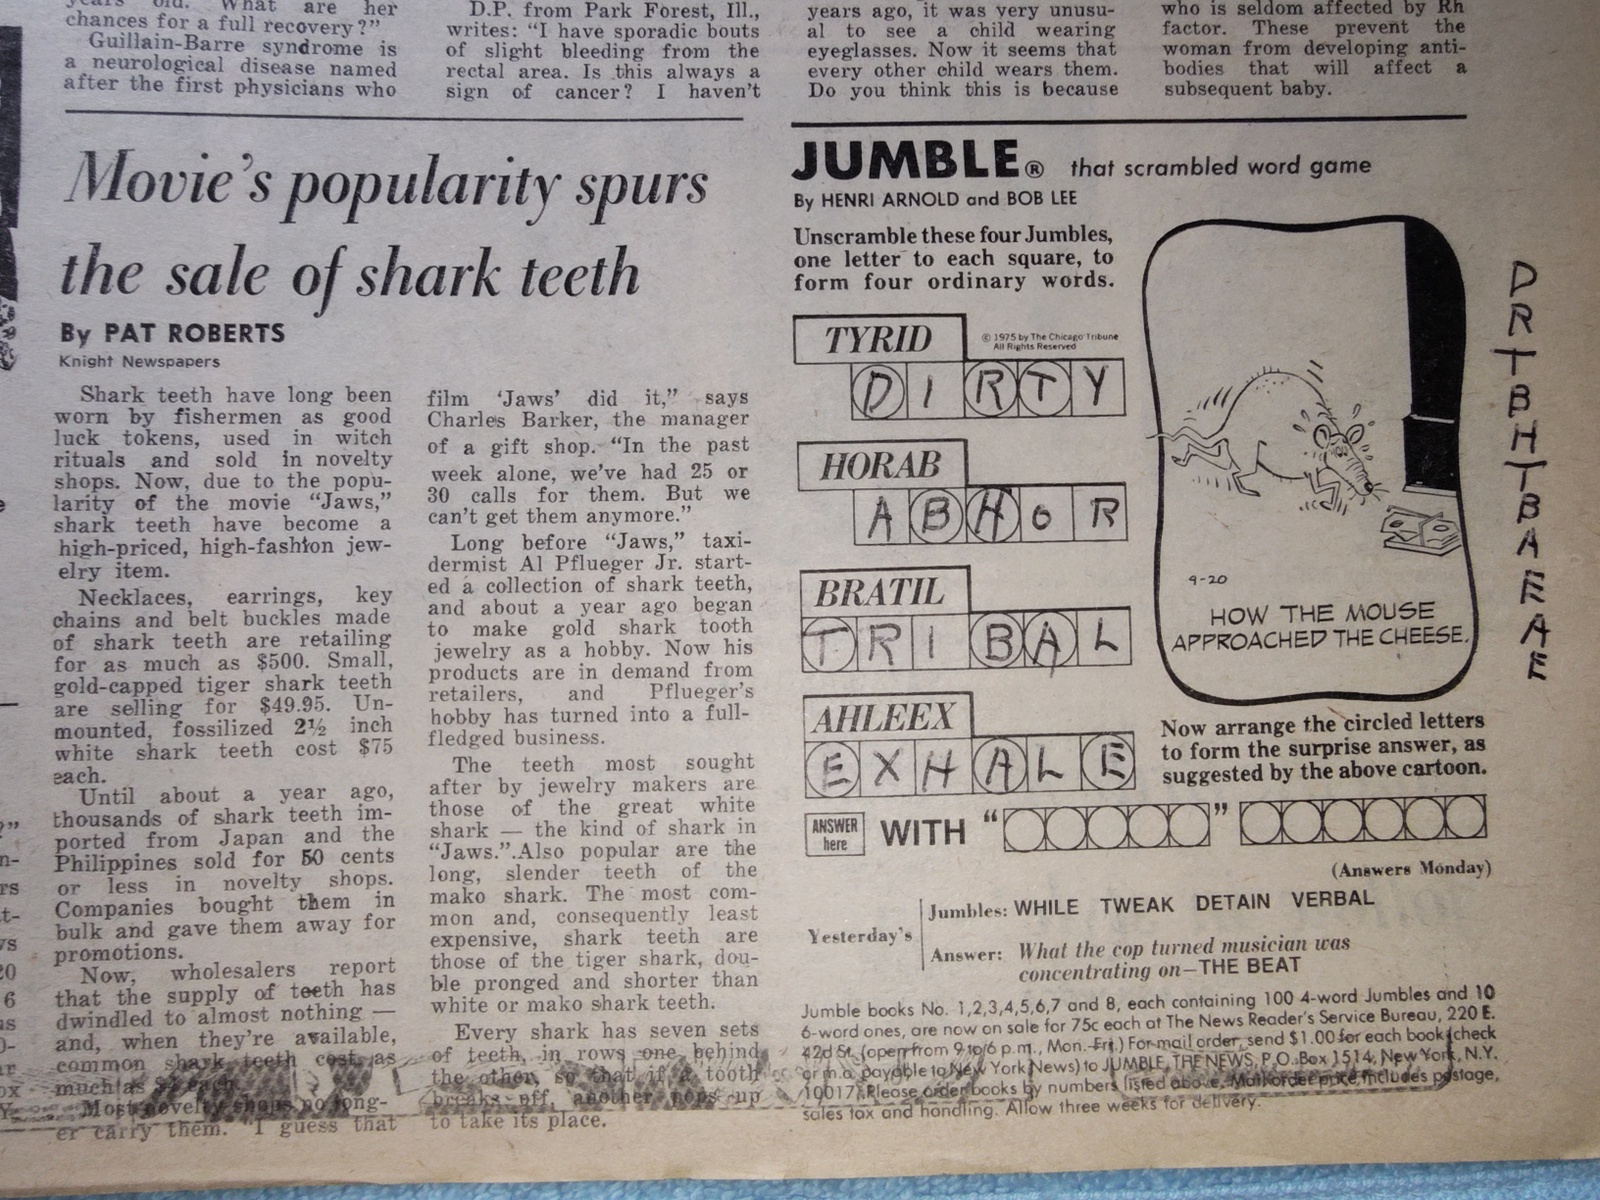 years old. What are her
chances for a full recovery?"
Guillain-Barre syndrome is
a neurological disease named
after the first physicians who
D.P. from Park Forest, Ill.,
writes: "I have sporadic bouts
of slight bleeding from the
rectal area. Is this always a
sign of cancer? I haven't
years ago, it was very unusu-
al to see a child wearing
eyeglasses. Now it seems that
every other child wears them.
Do you think this is because
who is seldom affected by Rh
factor. These prevent the
woman from developing anti-
bodies that will affect a
subsequent baby.
Movie's popularity spurs
the sale of shark teeth
By PAT ROBERTS
Knight Newspapers
Shark teeth have long been
worn by fishermen as good
luck tokens, used in witch
rituals and sold in novelty
shops. Now, due to the popu-
larity of the movie "Jaws,"
shark teeth have become a
high-priced, high-fashion jew-
elry item.
Necklaces, earrings, key
chains and belt buckles made
of shark teeth are retailing
for as much as $500. Small,
gold-capped tiger shark teeth
are selling for $49.95. Un-
mounted, fossilized 2½ inch
white shark teeth cost $75
each.
Until about a year ago,
thousands of shark teeth im-
ported from Japan and the
Philippines sold for 50 cents
or less in novelty shops.
Companies bought them in
bulk and gave them away for
promotions.
Now, wholesalers report
that the supply of teeth has
dwindled to almost nothing —
and, when they're available,
common shark teeth cost as
much as $2 each.
Most novelty shops no long-
er carry them. "I guess that
film 'Jaws' did it," says
Charles Barker, the manager
of a gift shop. "In the past
week alone, we've had 25 or
30 calls for them. But we
can't get them anymore."
Long before "Jaws," taxi-
dermist Al Pflueger Jr. start-
ed a collection of shark teeth,
and about a year ago began
to make gold shark tooth
jewelry as a hobby. Now his
products are in demand from
retailers, and Pflueger's
hobby has turned into a full-
fledged business.
The teeth most sought
after by jewelry makers are
those of the great white
shark — the kind of shark in
"Jaws." Also popular are the
long, slender teeth of the
mako shark. The most com-
mon and, consequently least
expensive, shark teeth are
those of the tiger shark, dou-
ble pronged and shorter than
white or mako shark teeth.
Every shark has seven sets
of teeth, in rows one behind
the other, so that if a tooth
breaks off, another pops up
to take its place.
JUMBLE® that scrambled word game
By HENRI ARNOLD and BOB LEE
Unscramble these four Jumbles,
one letter to each square, to
form four ordinary words.
TYRID
© 1975 by The Chicago Tribune
All Rights Reserved
DIRTY
HORAB
ABHOR
BRATIL
TRIBAL
AHLEEX
EXHALE
9-20
HOW THE MOUSE
APPROACHED THE CHEESE.
D
R
T
B
H
T
B
A
E
A
E
Now arrange the circled letters
to form the surprise answer, as
suggested by the above cartoon.
ANSWER
here
WITH " "
(Answers Monday)
Yesterday's
Jumbles: WHILE TWEAK DETAIN VERBAL
Answer: What the cop turned musician was
concentrating on—THE BEAT
Jumble books No. 1,2,3,4,5,6,7 and 8, each containing 100 4-word Jumbles and 10
6-word ones, are now on sale for 75c each at The News Reader's Service Bureau, 220 E.
42d St. (open from 9 to 6 p.m., Mon.-Fri.) For mail order, send $1.00 for each book (check
or m.o. payable to New York News) to JUMBLE, THE NEWS, P.O. Box 1514, New York, N.Y.
10017. Please order books by numbers listed above. Mail order price includes postage,
sales tax and handling. Allow three weeks for delivery.